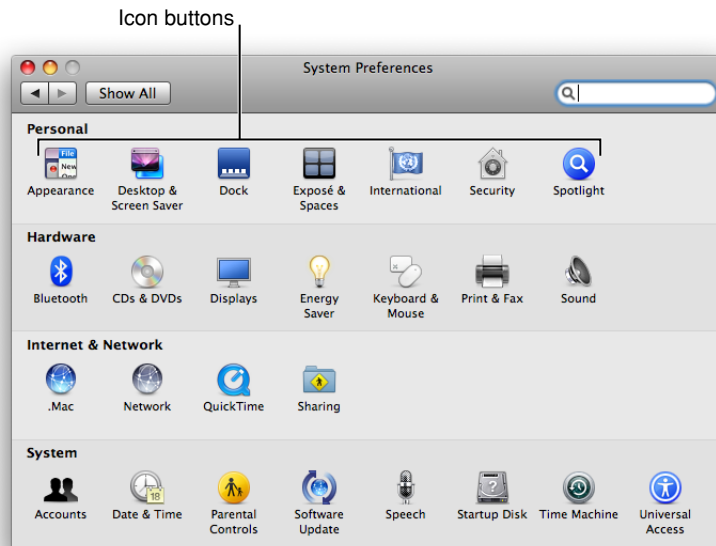 Icon buttons
System Preferences
Show All
Personal
File
New
Appearance
Desktop &
Screen Saver
Dock
Exposé &
Spaces
International
Security
Spotlight
Hardware
Bluetooth
CDs & DVDs
Displays
Energy
Saver
Keyboard &
Mouse
Print & Fax
Sound
Internet & Network
.Mac
Network
QuickTime
Sharing
System
18
Accounts
Date & Time
Parental
Controls
Software
Update
Speech
Startup Disk
Time Machine
Universal
Access